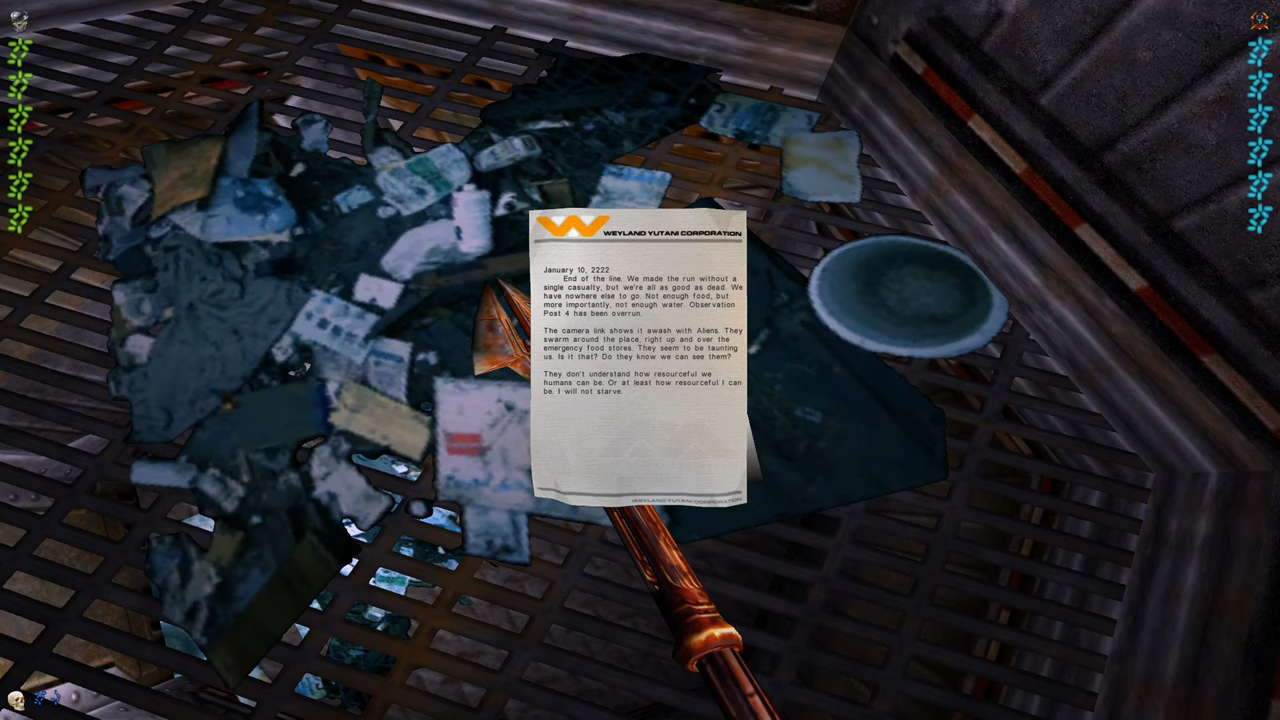 WEYLAND YUTANI CORPORATION
January 10, 2222
End of the line. We made the run without a
single casualty, but we're all as good as dead. We
have nowhere else to go. Not enough food, but
more importantly, not enough water. Observation
Post 4 has been overrun.
The camera link shows it awash with Aliens. They
swarm around the place, right up and over the
emergency food stores. They seem to be taunting
us. Is it that? Do they know we can see them?
They don't understand how resourceful we
humans can be. Or at least how resourceful I can
be. I will not starve.
WEYLAND YUTANI CORPORATION